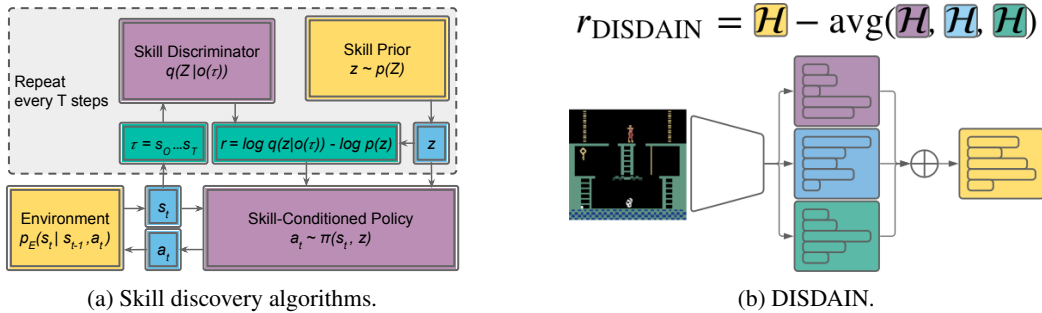 Repeat
every T steps
Skill Discriminator
q(Z|o(τ))
Skill Prior
z ~ p(Z)
τ = s₀...s_T
r = log q(z|o(τ)) - log p(z)
z
Environment
p_E(s_t| s_{t-1},a_t)
s_t
a_t
Skill-Conditioned Policy
a_t ~ π(s_t, z)
(a) Skill discovery algorithms.
r_DISDAIN = ℋ − avg(ℋ, ℋ, ℋ)
(b) DISDAIN.